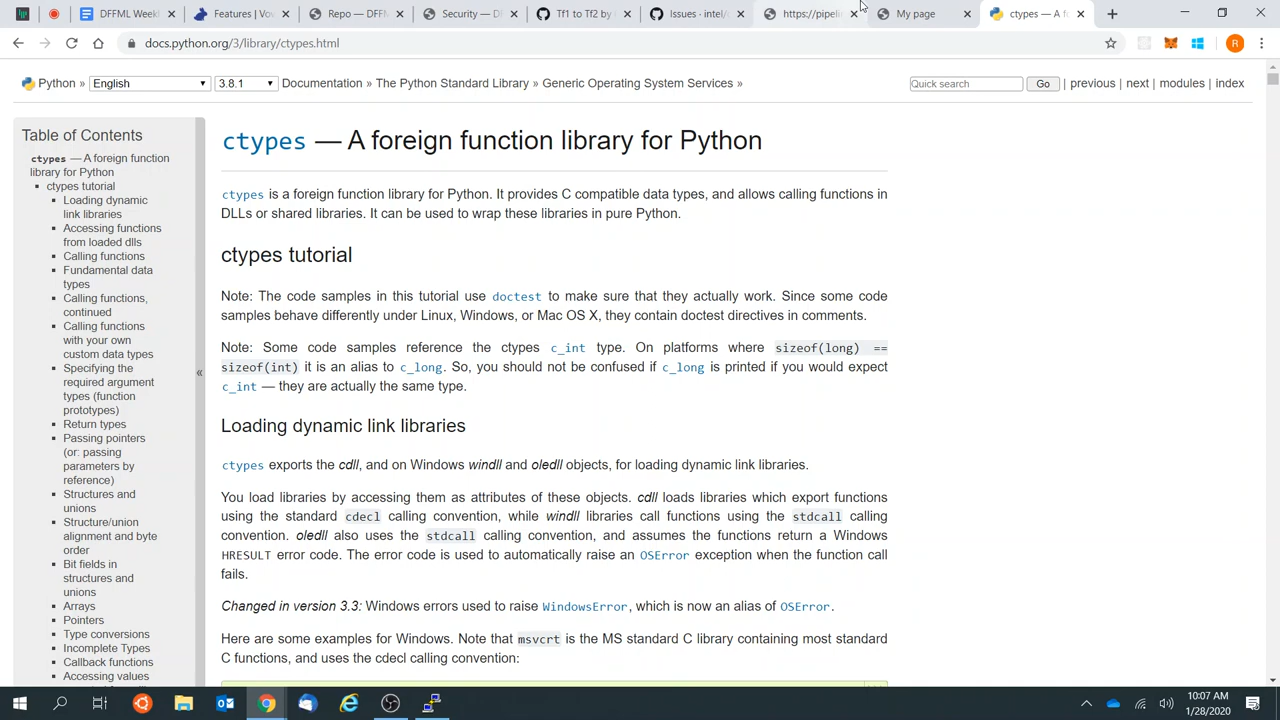 DFFML Weekl
Features | Vou
Repo — DFFM
Security — D
Tf1 to Tf2 by
Issues · intel
https://pipeli
My page
ctypes — A f
docs.python.org/3/library/ctypes.html
R
Python » English 3.8.1 Documentation » The Python Standard Library » Generic Operating System Services »
Quick search Go | previous | next | modules | index
Table of Contents
ctypes — A foreign function
library for Python
ctypes tutorial
Loading dynamic
link libraries
Accessing functions
from loaded dlls
Calling functions
Fundamental data
types
Calling functions,
continued
Calling functions
with your own
custom data types
Specifying the
required argument
types (function
prototypes)
Return types
Passing pointers
(or: passing
parameters by
reference)
Structures and
unions
Structure/union
alignment and byte
order
Bit fields in
structures and
unions
Arrays
Pointers
Type conversions
Incomplete Types
Callback functions
Accessing values
«
ctypes — A foreign function library for Python
ctypes is a foreign function library for Python. It provides C compatible data types, and allows calling functions in
DLLs or shared libraries. It can be used to wrap these libraries in pure Python.
ctypes tutorial
Note: The code samples in this tutorial use doctest to make sure that they actually work. Since some code
samples behave differently under Linux, Windows, or Mac OS X, they contain doctest directives in comments.
Note: Some code samples reference the ctypes c_int type. On platforms where sizeof(long) ==
sizeof(int) it is an alias to c_long. So, you should not be confused if c_long is printed if you would expect
c_int — they are actually the same type.
Loading dynamic link libraries
ctypes exports the cdll, and on Windows windll and oledll objects, for loading dynamic link libraries.
You load libraries by accessing them as attributes of these objects. cdll loads libraries which export functions
using the standard cdecl calling convention, while windll libraries call functions using the stdcall calling
convention. oledll also uses the stdcall calling convention, and assumes the functions return a Windows
HRESULT error code. The error code is used to automatically raise an OSError exception when the function call
fails.
Changed in version 3.3: Windows errors used to raise WindowsError, which is now an alias of OSError.
Here are some examples for Windows. Note that msvcrt is the MS standard C library containing most standard
C functions, and uses the cdecl calling convention:
10:07 AM
1/28/2020